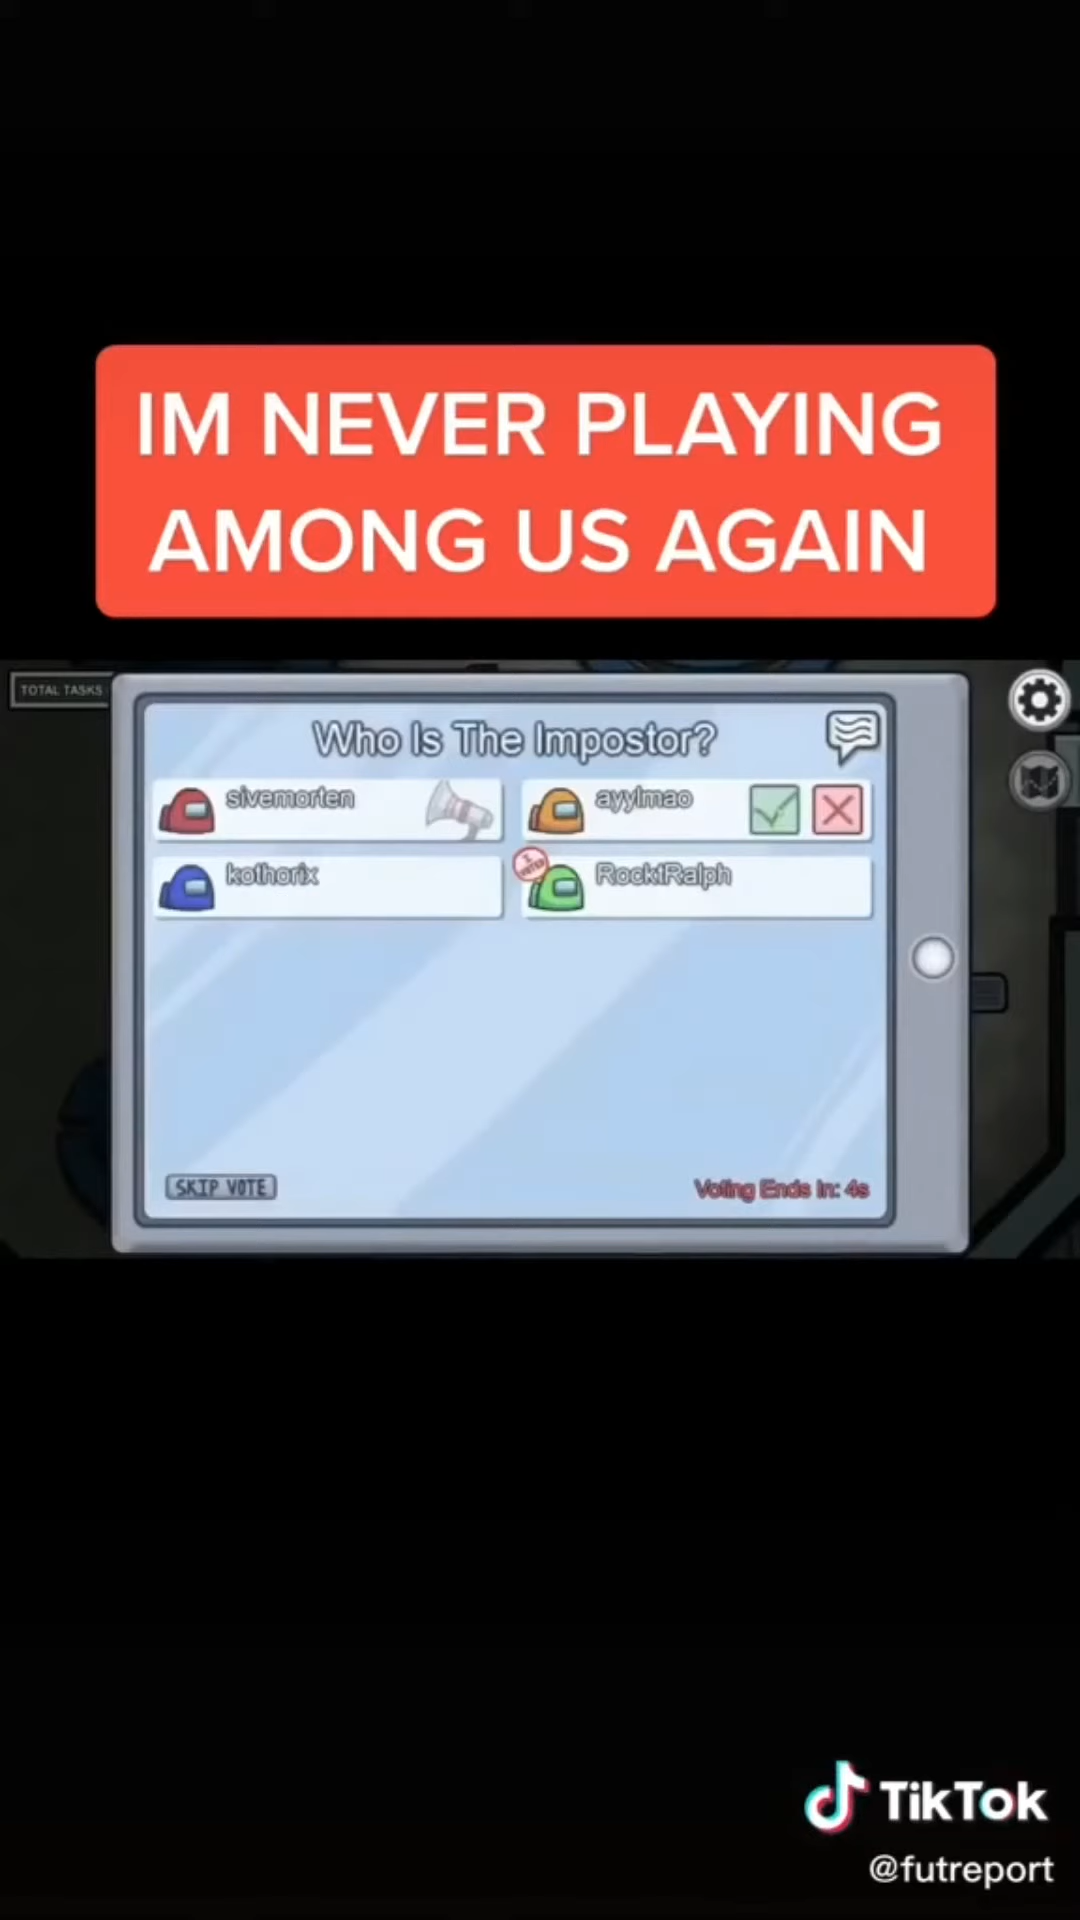 IM NEVER PLAYING
AMONG US AGAIN
TOTAL TASKS
Who Is The Impostor?
sivemorten
ayylmao
kothorix
I VOTED
RocktRalph
SKIP VOTE
Voting Ends In: 4s
TikTok
@futreport